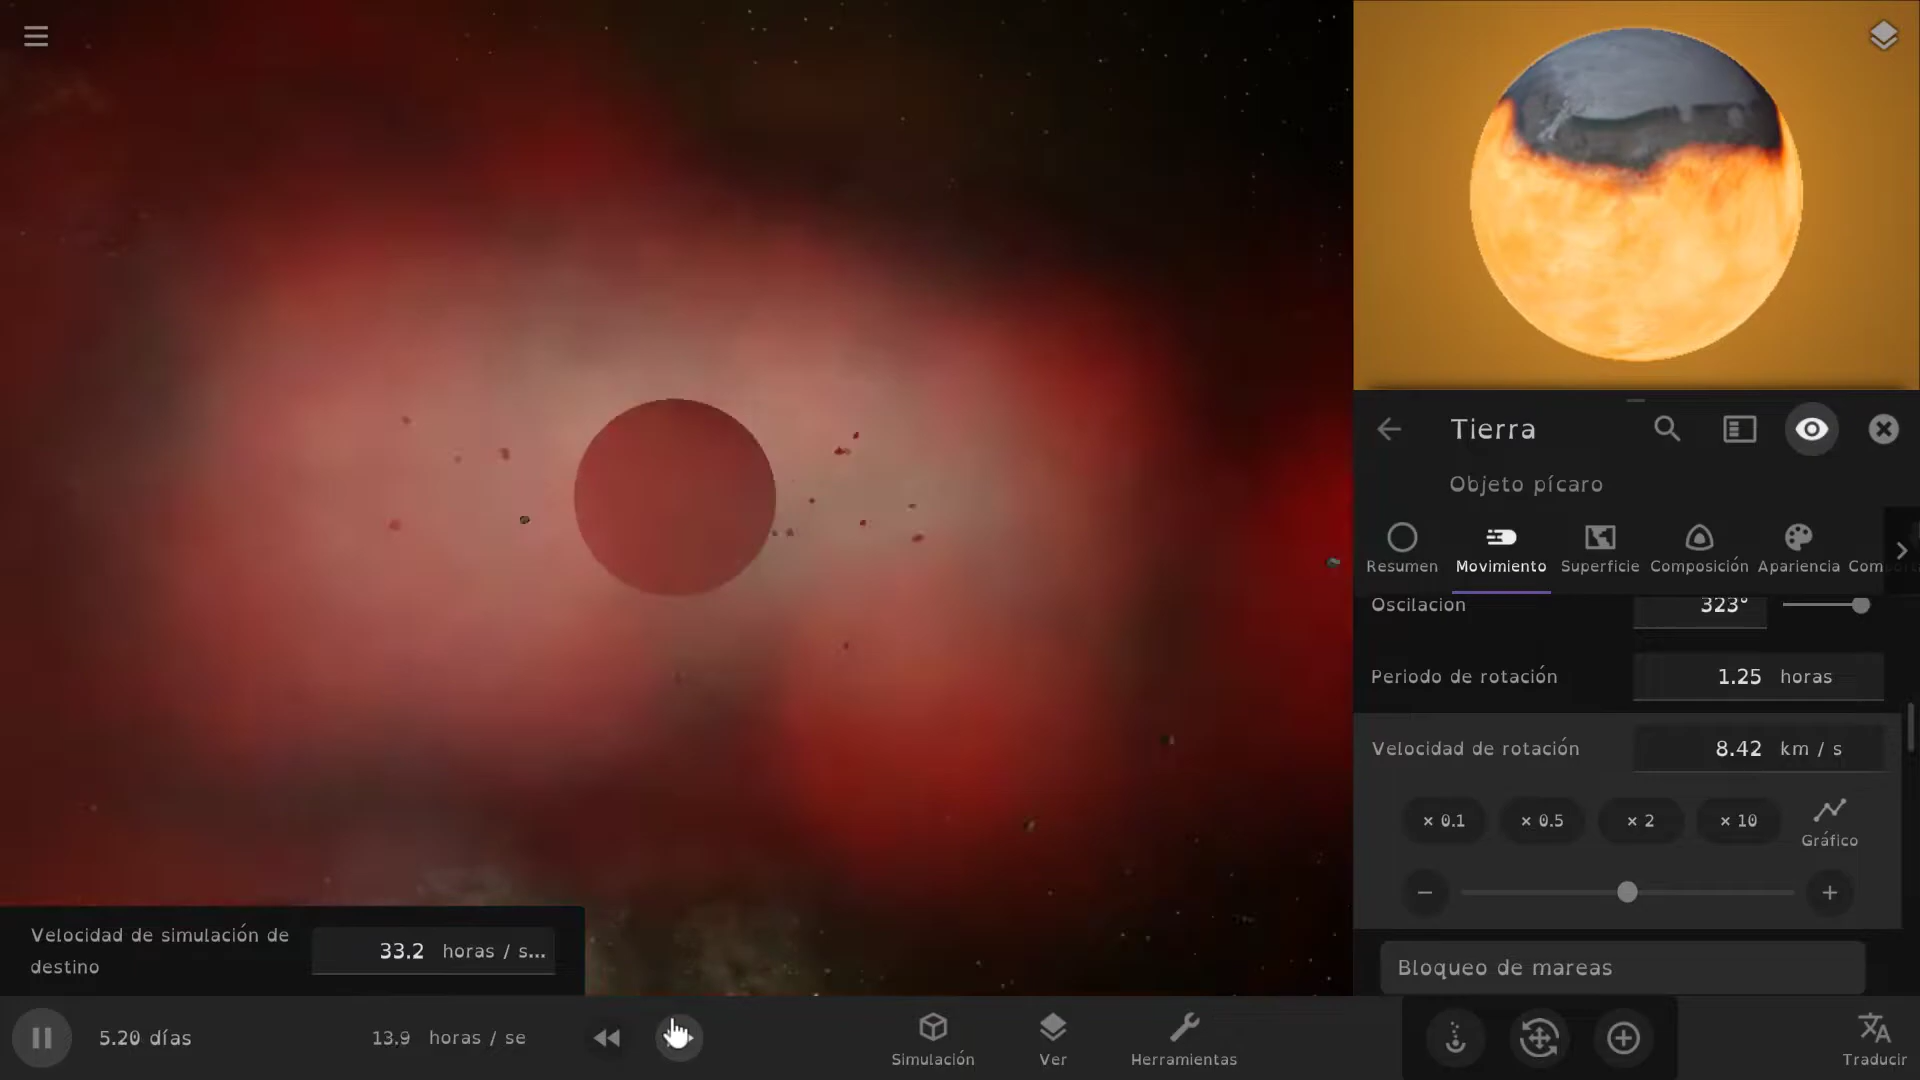 Tierra
Objeto pícaro
Resumen
Movimiento
Superficie
Composición
Apariencia
Oscilacion
323°
Periodo de rotación
1.25 horas
Velocidad de rotación
8.42 km / s
× 0.1
× 0.5
× 2
× 10
Gráfico
Bloqueo de mareas
Velocidad de simulación de
destino
33.2 horas / s...
5.20 días
13.9 horas / se
Simulación
Ver
Herramientas
Traducir